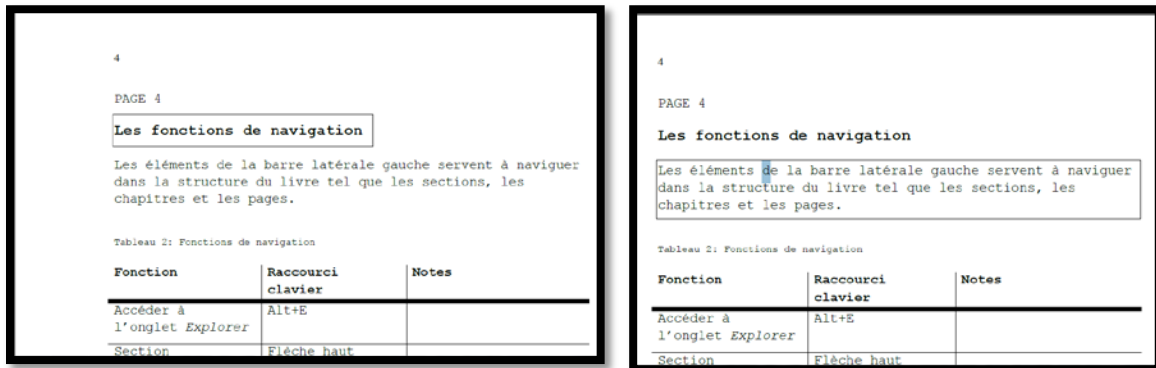 4
PAGE 4
Les fonctions de navigation
Les éléments de la barre latérale gauche servent à naviguer
dans la structure du livre tel que les sections, les
chapitres et les pages.
Tableau 2: Fonctions de navigation
Fonction Raccourci clavier Notes
Accéder à l'onglet Explorer Alt+E
Section Flèche haut
4
PAGE 4
Les fonctions de navigation
Les éléments de la barre latérale gauche servent à naviguer
dans la structure du livre tel que les sections, les
chapitres et les pages.
Tableau 2: Fonctions de navigation
Fonction Raccourci clavier Notes
Accéder à l'onglet Explorer Alt+E
Section Flèche haut